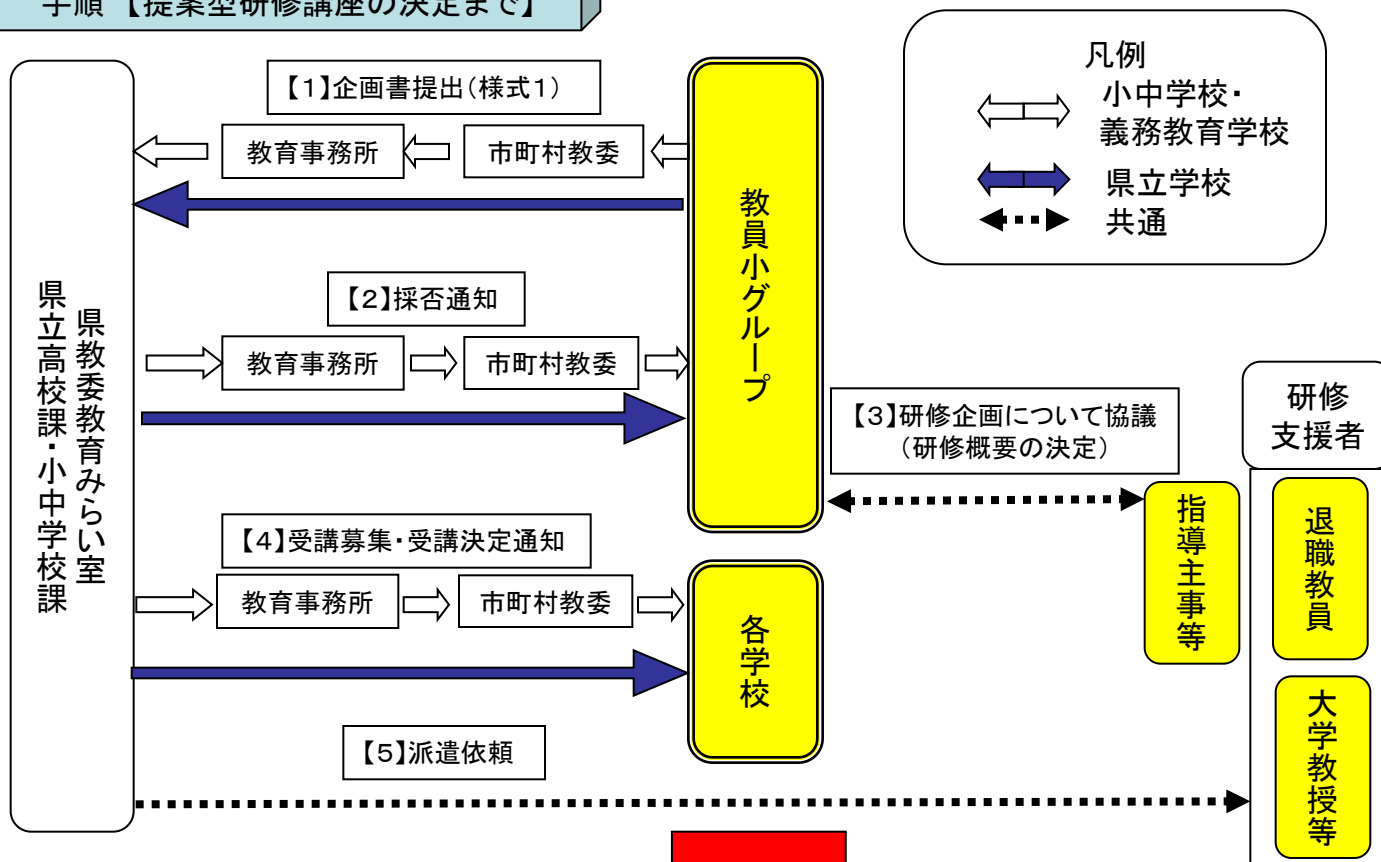 手順【提案型研修講座の決定まで】
凡例
小中学校・
義務教育学校
県立学校
共通
【1】企画書提出(様式1)
教育事務所
市町村教委
県教委教育みらい室
県立高校課・小中学校課
教員小グループ
【2】採否通知
教育事務所
市町村教委
【3】研修企画について協議
(研修概要の決定)
研修
支援者
指導主事等
退職教員
大学教授等
【4】受講募集・受講決定通知
教育事務所
市町村教委
各学校
【5】派遣依頼